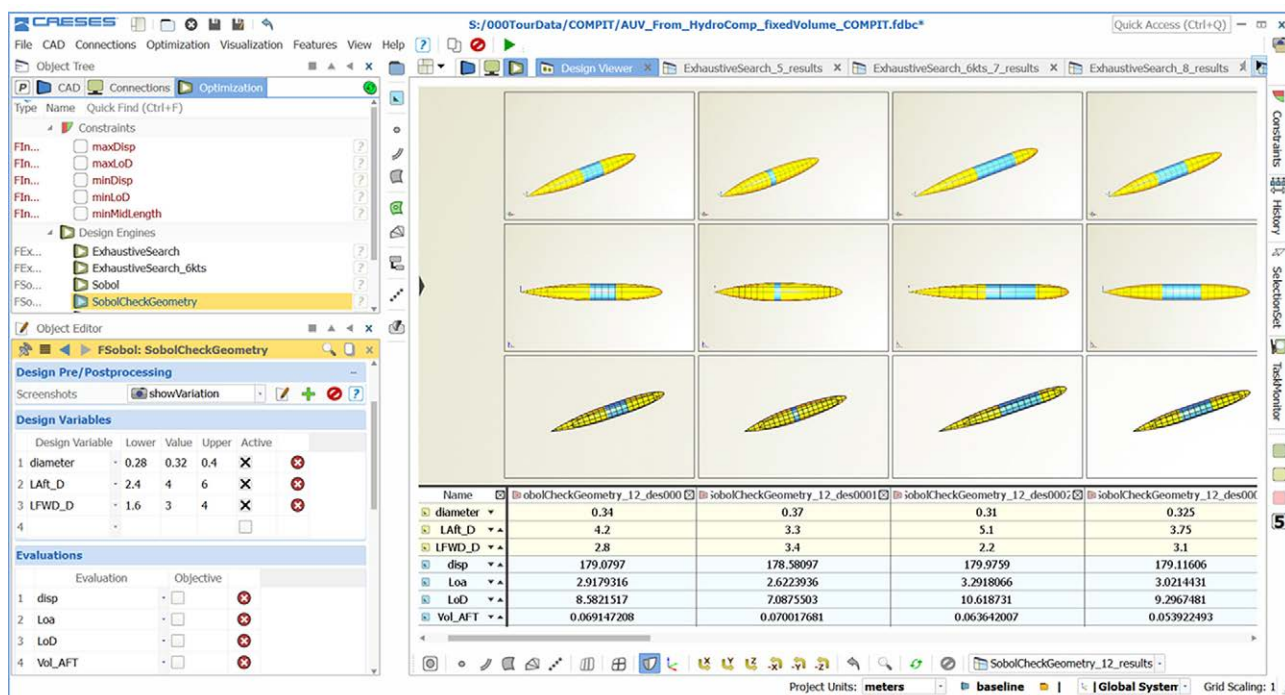 CAESES
S:/000TourData/COMPIT/AUV_From_HydroComp_fixedVolume_COMPIT.fdbc*
Quick Access (Ctrl+Q)
File CAD Connections Optimization Visualization Features View Help
Object Tree
Design Viewer ExhaustiveSearch_5_results ExhaustiveSearch_6kts_7_results ExhaustiveSearch_8_results
P CAD Connections Optimization
Type Name Quick Find (Ctrl+F)
Constraints
FIn... maxDisp ?
FIn... maxLoD ?
FIn... minDisp ?
FIn... minLoD ?
FIn... minMidLength ?
Design Engines
FEx... ExhaustiveSearch ?
FEx... ExhaustiveSearch_6kts ?
FSo... Sobol ?
FSo... SobolCheckGeometry ?
Constraints
History
SelectionSet
TaskMonitor
5
Object Editor
FSobol: SobolCheckGeometry
Design Pre/Postprocessing
Screenshots showVariation
Design Variables
Design Variable Lower Value Upper Active
1 diameter 0.28 0.32 0.4
2 LAft_D 2.4 4 6
3 LFWD_D 1.6 3 4
4
Evaluations
Evaluation Objective
1 disp
2 Loa
3 LoD
4 Vol_AFT
Name obolCheckGeometry_12_des000 obolCheckGeometry_12_des0001 obolCheckGeometry_12_des0002 obolCheckGeometry_12_des000
diameter 0.34 0.37 0.31 0.325
LAft_D 4.2 3.3 5.1 3.75
LFWD_D 2.8 3.4 2.2 3.1
disp 179.0797 178.58097 179.9759 179.11606
Loa 2.9179316 2.6223936 3.2918066 3.0214431
LoD 8.5821517 7.0875503 10.618731 9.2967481
Vol_AFT 0.069147208 0.070017681 0.063642007 0.053922493
X Y Z -X -Y -Z SobolCheckGeometry_12_results
Project Units: meters baseline | Global System Grid Scaling: 1